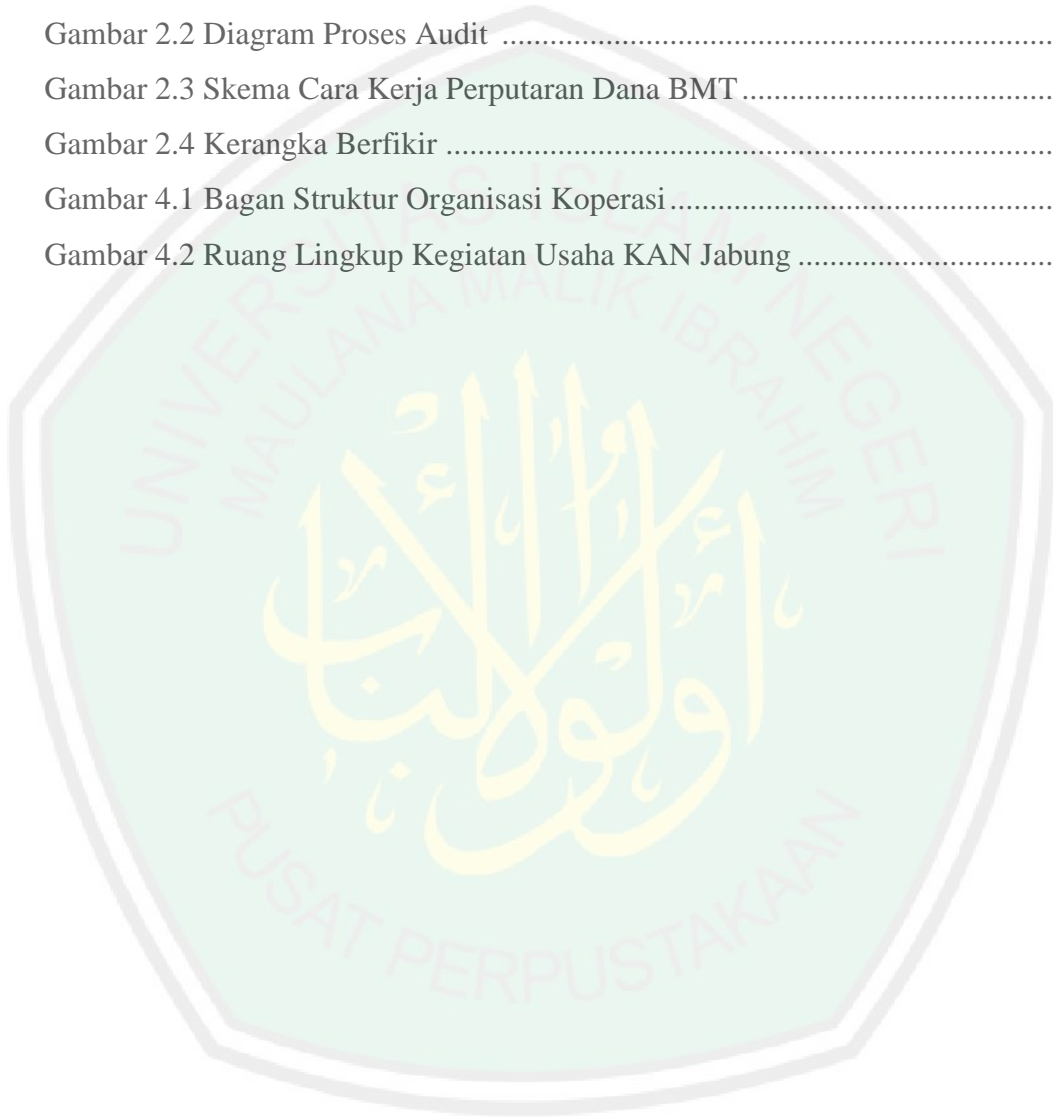 Gambar 2.2 Diagram Proses Audit ................................................................
Gambar 2.3 Skema Cara Kerja Perputaran Dana BMT ....................................
Gambar 2.4 Kerangka Berfikir ......................................................................
Gambar 4.1 Bagan Struktur Organisasi Koperasi ............................................
Gambar 4.2 Ruang Lingkup Kegiatan Usaha KAN Jabung ..............................
UNIVERSITAS ISLAM NEGERI
MAULANA MALIK IBRAHIM
أولوا الألباب
PUSAT PERPUSTAKAAN